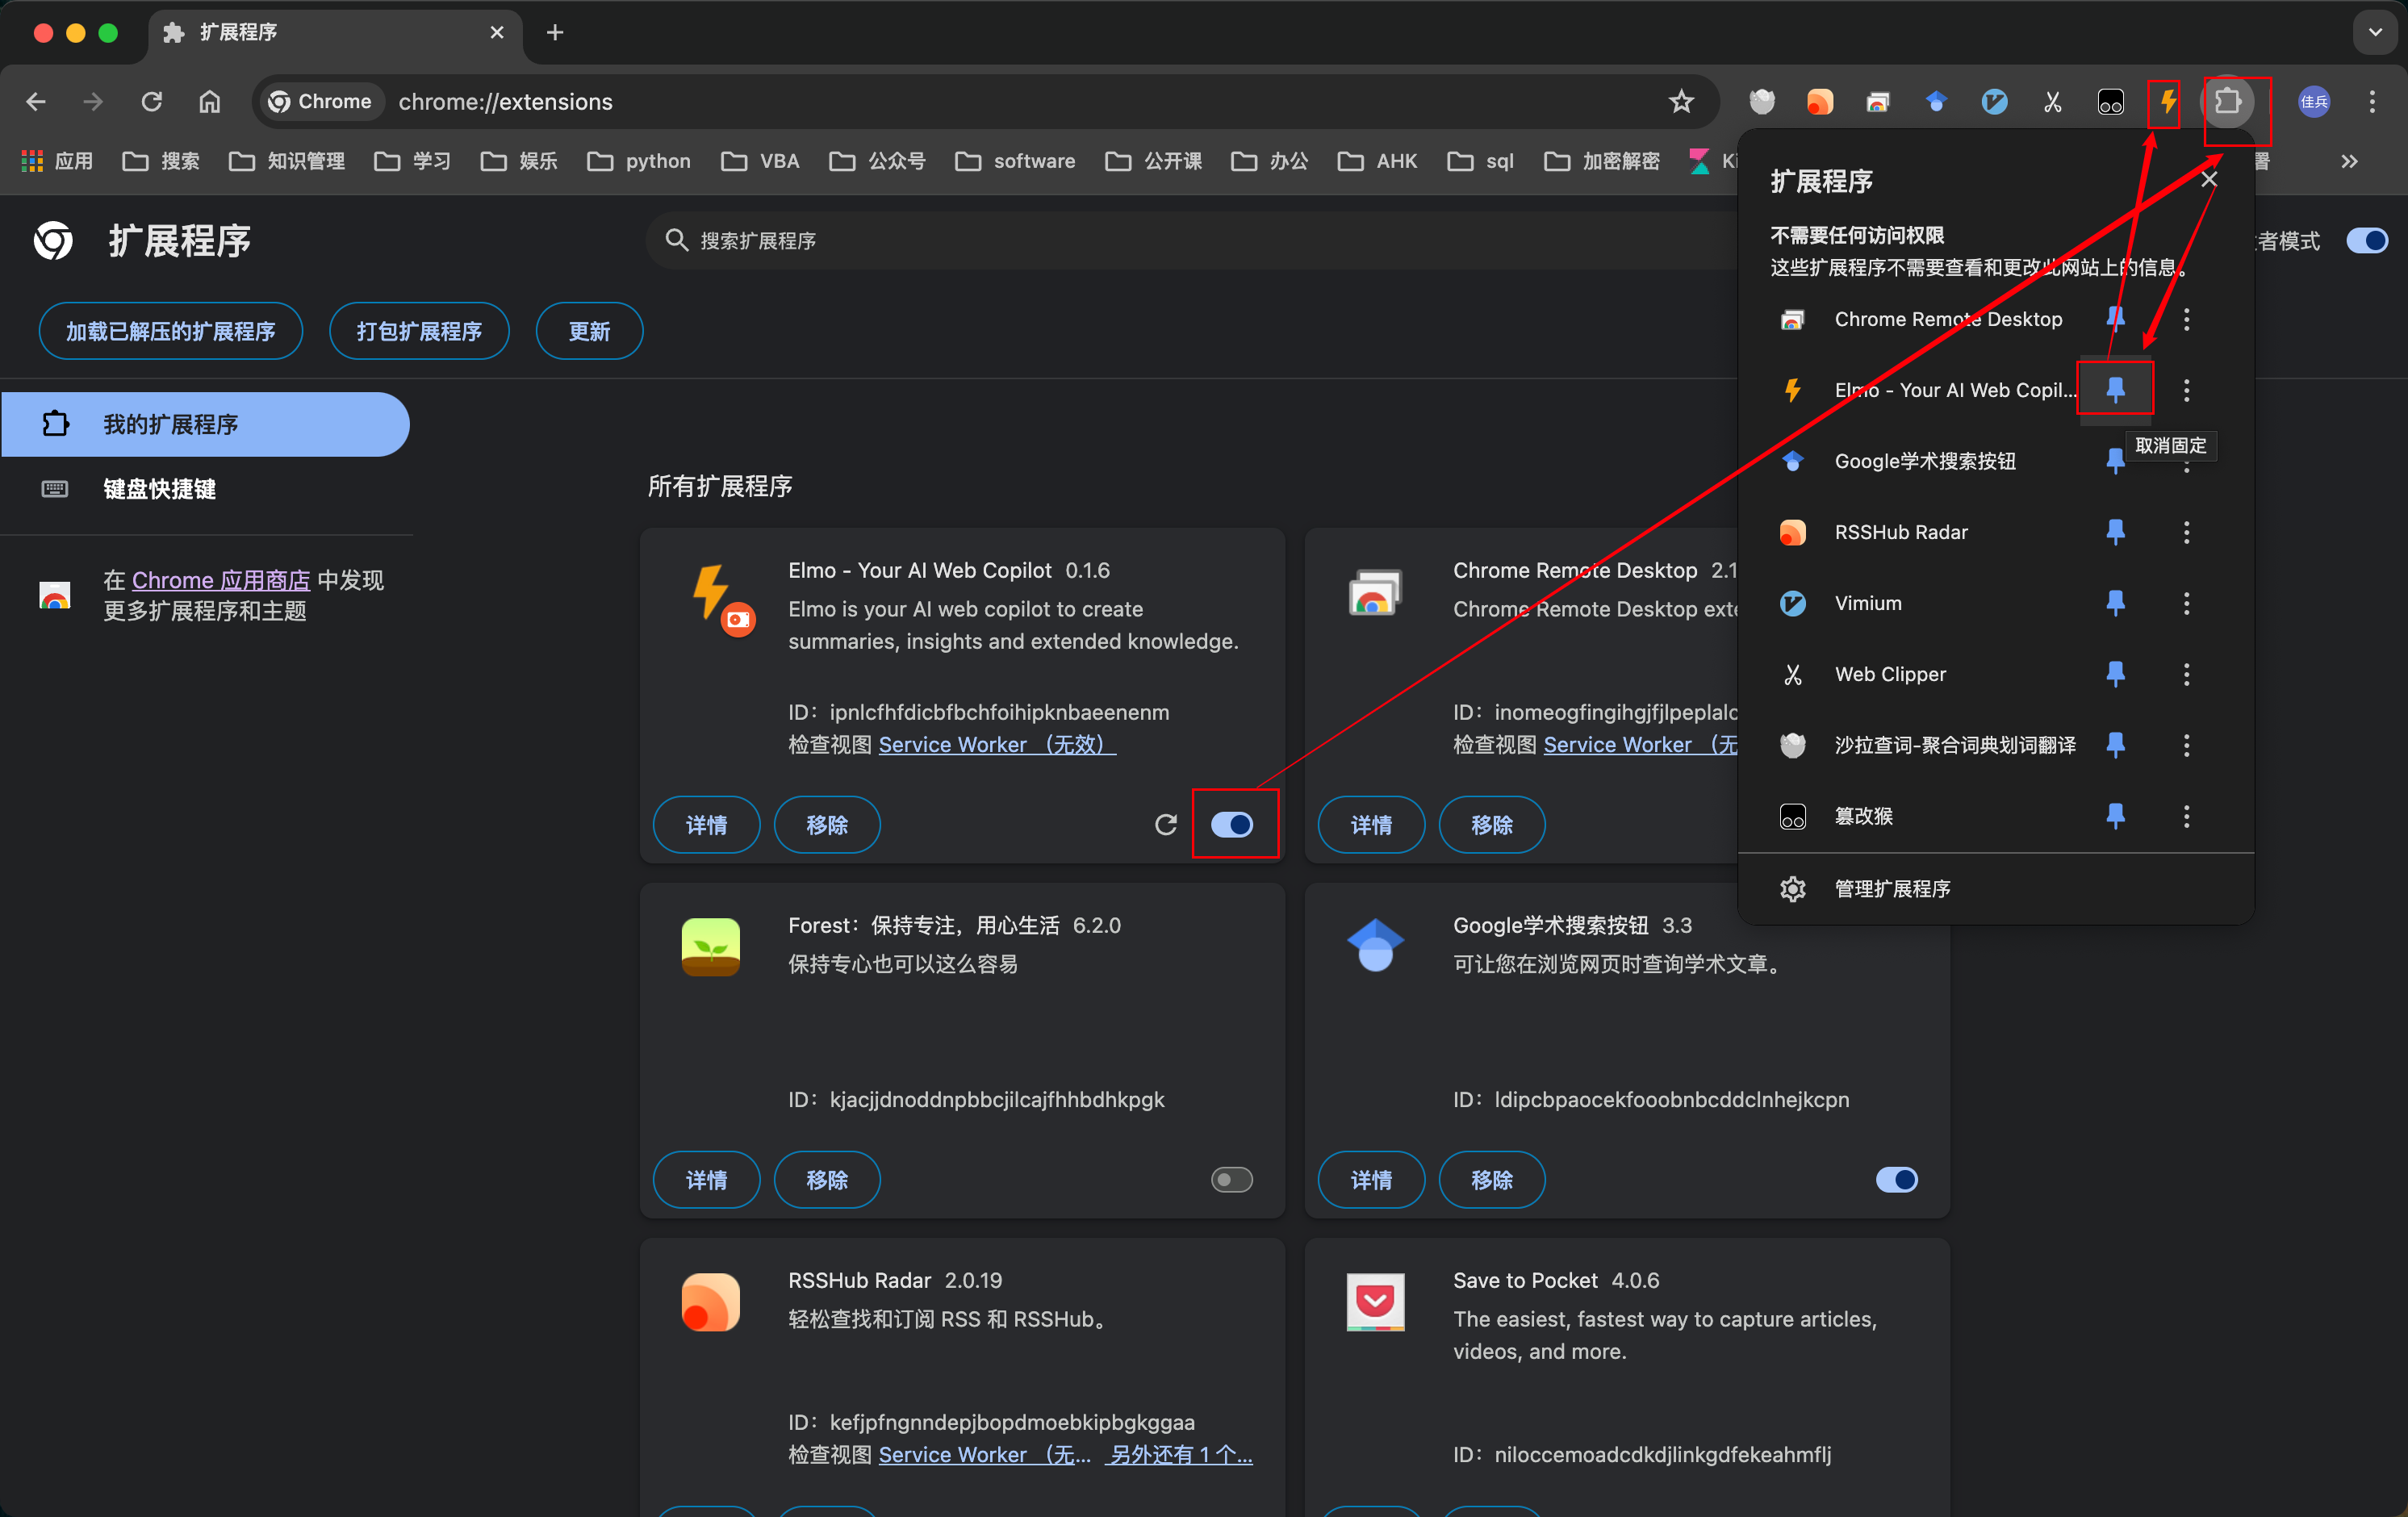 扩展程序
Chrome
chrome://extensions
佳兵
应用
搜索
知识管理
学习
娱乐
python
VBA
公众号
software
公开课
办公
AHK
sql
加密解密
扩展程序
搜索扩展程序
者模式
加载已解压的扩展程序
打包扩展程序
更新
我的扩展程序
键盘快捷键
在 Chrome 应用商店 中发现
更多扩展程序和主题
所有扩展程序
Elmo - Your AI Web Copilot 0.1.6
Elmo is your AI web copilot to create
summaries, insights and extended knowledge.
ID：ipnlcfhfdicbfbchfoihipknbaeenenm
检查视图 Service Worker （无效）
详情
移除
Chrome Remote Desktop 2.1
Chrome Remote Desktop exte
ID：inomeogfingihgjfjlpeplalc
检查视图 Service Worker （无
详情
移除
Forest：保持专注，用心生活 6.2.0
保持专心也可以这么容易
ID：kjacjjdnoddnpbbcjilcajfhhbdhkpgk
详情
移除
Google学术搜索按钮 3.3
可让您在浏览网页时查询学术文章。
ID：ldipcbpaocekfooobnbcddclnhejkcpn
详情
移除
RSSHub Radar 2.0.19
轻松查找和订阅 RSS 和 RSSHub。
ID：kefjpfngnndepjbopdmoebkipbgkggaa
检查视图 Service Worker （无... 另外还有 1 个...
Save to Pocket 4.0.6
The easiest, fastest way to capture articles,
videos, and more.
ID：niloccemoadcdkdjlinkgdfekeahmflj
扩展程序
不需要任何访问权限
这些扩展程序不需要查看和更改此网站上的信息。
Chrome Remote Desktop
Elmo - Your AI Web Copil...
取消固定
Google学术搜索按钮
RSSHub Radar
Vimium
Web Clipper
沙拉查词-聚合词典划词翻译
篡改猴
管理扩展程序